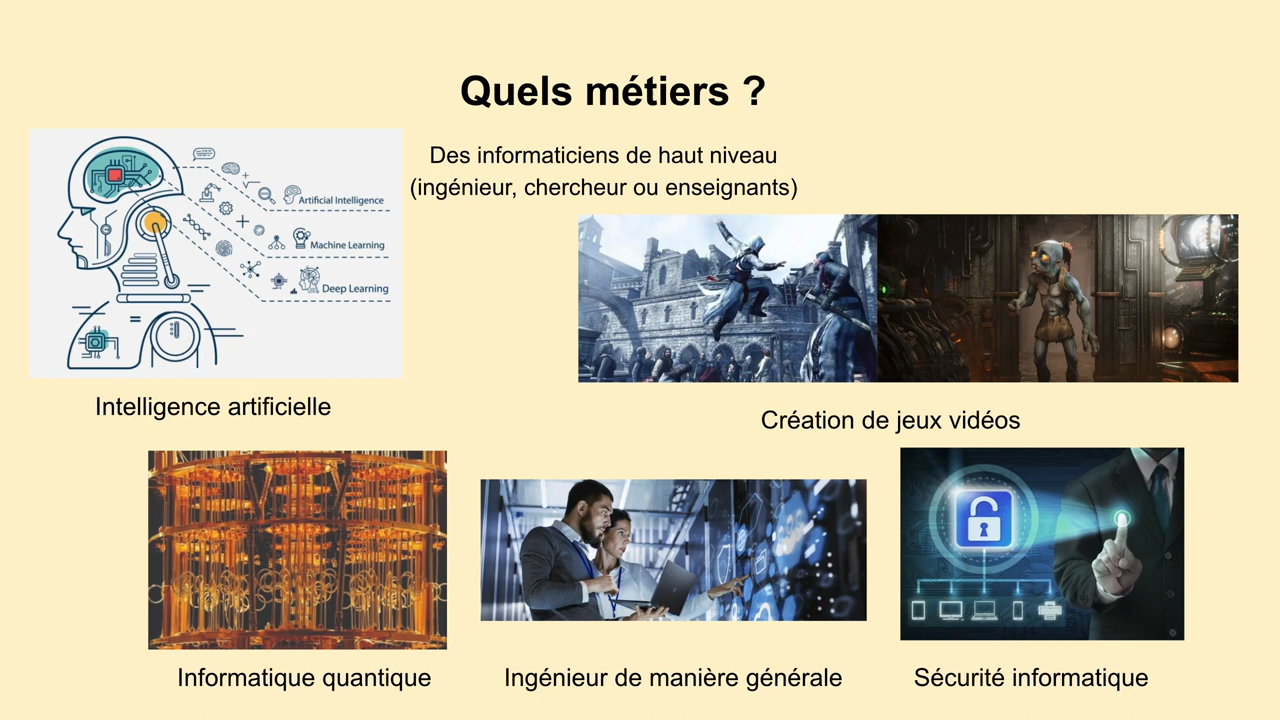 Quels métiers ?
Des informaticiens de haut niveau
(ingénieur, chercheur ou enseignants)
Artificial Intelligence
Machine Learning
Deep Learning
Intelligence artificielle
Création de jeux vidéos
Informatique quantique
Ingénieur de manière générale
Sécurité informatique